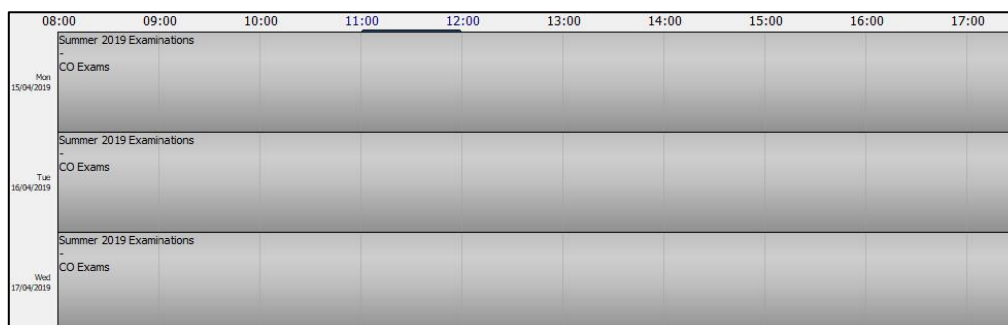 08:00 09:00 10:00 11:00 12:00 13:00 14:00 15:00 16:00 17:00
Summer 2019 Examinations
-
CO Exams
Mon
15/04/2019
Summer 2019 Examinations
-
CO Exams
Tue
16/04/2019
Summer 2019 Examinations
-
CO Exams
Wed
17/04/2019